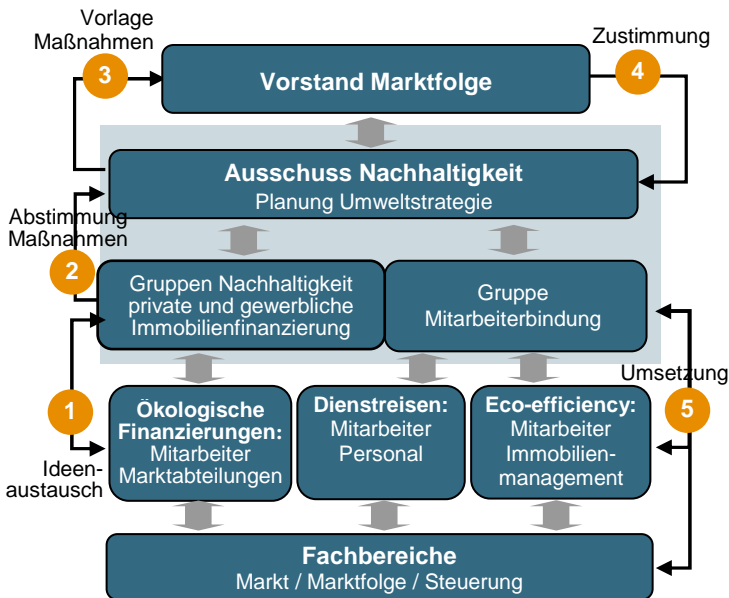 Vorlage
Maßnahmen
3
Vorstand Marktfolge
Zustimmung
4
Ausschuss Nachhaltigkeit
Planung Umweltstrategie
Abstimmung
Maßnahmen
2
Gruppen Nachhaltigkeit
private und gewerbliche
Immobilienfinanzierung
Gruppe
Mitarbeiterbindung
1
Ideen-
austausch
Ökologische
Finanzierungen:
Mitarbeiter
Marktabteilungen
Dienstreisen:
Mitarbeiter
Personal
Eco-efficiency:
Mitarbeiter
Immobilien-
management
Umsetzung
5
Fachbereiche
Markt / Marktfolge / Steuerung